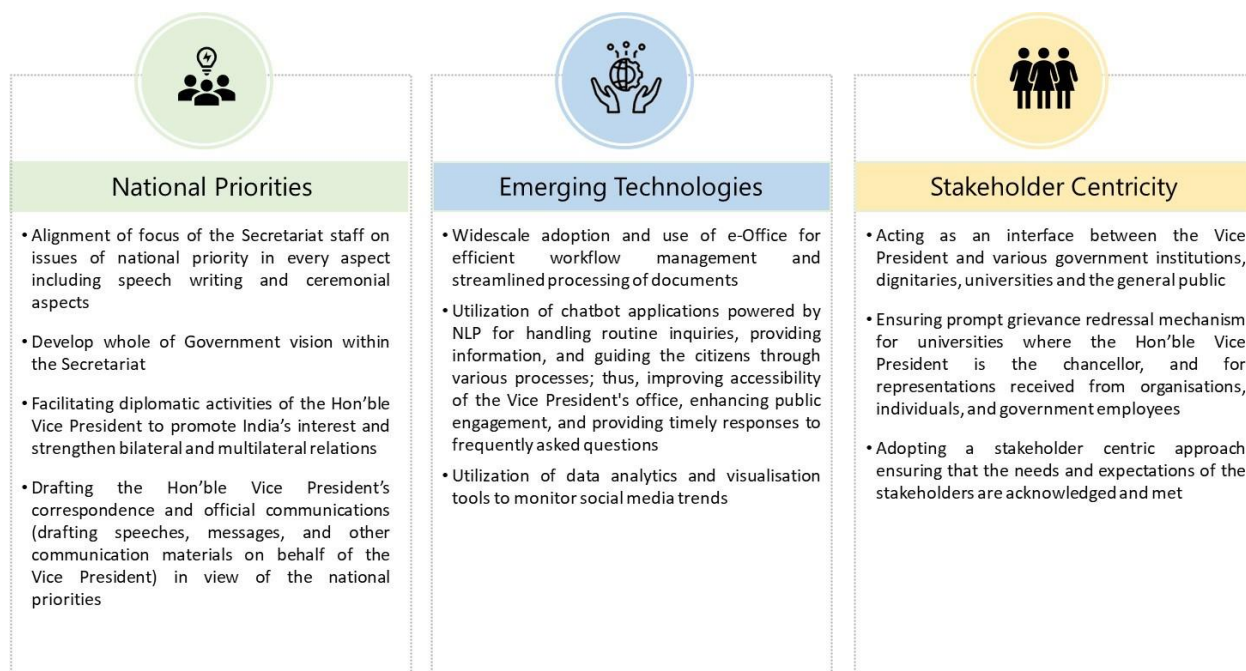 National Priorities
• Alignment of focus of the Secretariat staff on
issues of national priority in every aspect
including speech writing and ceremonial
aspects
• Develop whole of Government vision within
the Secretariat
• Facilitating diplomatic activities of the Hon’ble
Vice President to promote India’s interest and
strengthen bilateral and multilateral relations
• Drafting the Hon’ble Vice President’s
correspondence and official communications
(drafting speeches, messages, and other
communication materials on behalf of the
Vice President) in view of the national
priorities
Emerging Technologies
• Widescale adoption and use of e-Office for
efficient workflow management and
streamlined processing of documents
• Utilization of chatbot applications powered by
NLP for handling routine inquiries, providing
information, and guiding the citizens through
various processes; thus, improving accessibility
of the Vice President's office, enhancing public
engagement, and providing timely responses to
frequently asked questions
• Utilization of data analytics and visualisation
tools to monitor social media trends
Stakeholder Centricity
• Acting as an interface between the Vice
President and various government institutions,
dignitaries, universities and the general public
• Ensuring prompt grievance redressal mechanism
for universities where the Hon’ble Vice
President is the chancellor, and for
representations received from organisations,
individuals, and government employees
• Adopting a stakeholder centric approach
ensuring that the needs and expectations of the
stakeholders are acknowledged and met